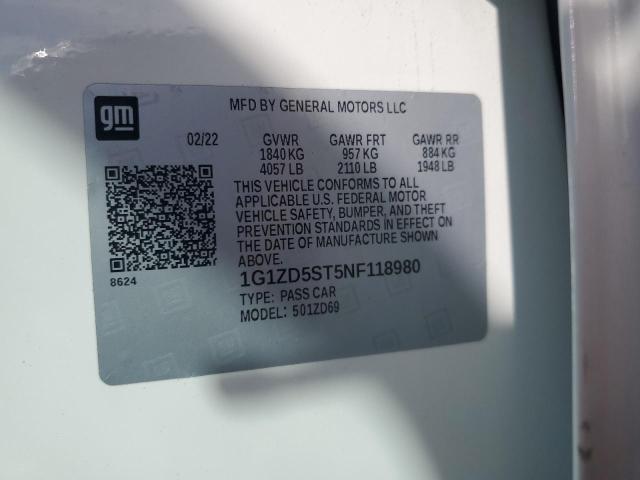 gm
MFD BY GENERAL MOTORS LLC
02/22 GVWR GAWR FRT GAWR RR
1840 KG 957 KG 884 KG
4057 LB 2110 LB 1948 LB
THIS VEHICLE CONFORMS TO ALL
APPLICABLE U.S. FEDERAL MOTOR
VEHICLE SAFETY, BUMPER, AND THEFT
PREVENTION STANDARDS IN EFFECT ON
THE DATE OF MANUFACTURE SHOWN
ABOVE.
8624
1G1ZD5ST5NF118980
TYPE: PASS CAR
MODEL: 501ZD69